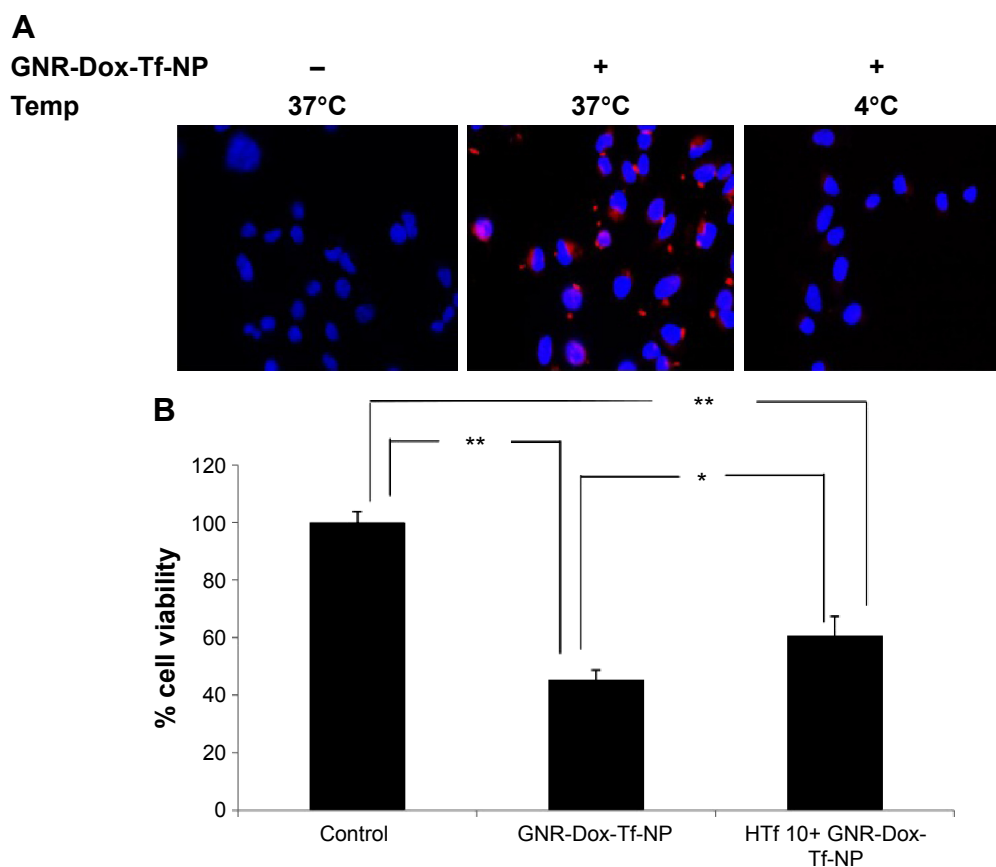 A
GNR-Dox-Tf-NP – + +
Temp 37°C 37°C 4°C
B
**
**
*
120
100
80
60
40
20
0
% cell viability
Control
GNR-Dox-Tf-NP
HTf 10+ GNR-Dox-
Tf-NP